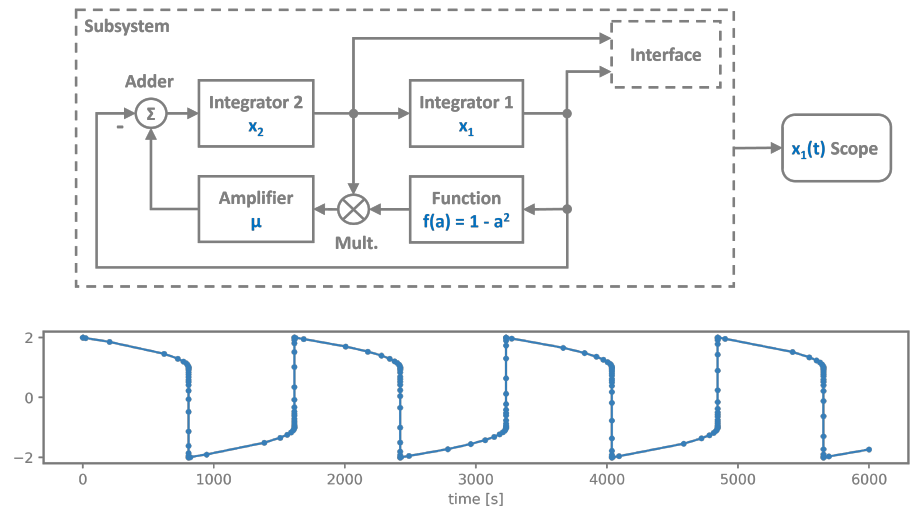 Subsystem
Adder
Σ
-
Integrator 2
x₂
Integrator 1
x₁
Interface
x₁(t) Scope
Amplifier
μ
Mult.
Function
f(a) = 1 - a²
2
0
−2
0
1000
2000
3000
4000
5000
6000
time [s]